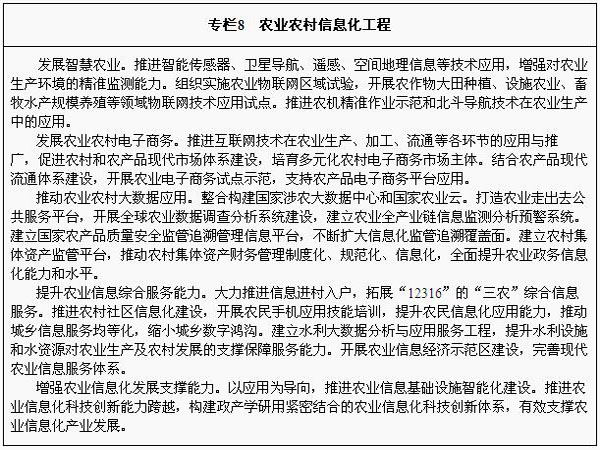 专栏8　农业农村信息化工程
发展智慧农业。推进智能传感器、卫星导航、遥感、空间地理信息等技术应用，增强对农业
生产环境的精准监测能力。组织实施农业物联网区域试验，开展农作物大田种植、设施农业、畜
牧水产规模养殖等领域物联网技术应用试点。推进农机精准作业示范和北斗导航技术在农业生产
中的应用。
发展农业农村电子商务。推进互联网技术在农业生产、加工、流通等各环节的应用与推
广，促进农村和农产品现代市场体系建设，培育多元化农村电子商务市场主体。结合农产品现代
流通体系建设，开展农业电子商务试点示范，支持农产品电子商务平台应用。
推动农业农村大数据应用。整合构建国家涉农大数据中心和国家农业云。打造农业走出去公
共服务平台，开展全球农业数据调查分析系统建设，建立农业全产业链信息监测分析预警系统。
建立国家农产品质量安全监管追溯管理信息平台，不断扩大信息化监管追溯覆盖面。建立农村集
体资产监管平台，推动农村集体资产财务管理制度化、规范化、信息化，全面提升农业政务信息
化能力和水平。
提升农业信息综合服务能力。大力推进信息进村入户，拓展“12316”的“三农”综合信息
服务。推进农村社区信息化建设，开展农民手机应用技能培训，提升农民信息化应用能力，推动
城乡信息服务均等化，缩小城乡数字鸿沟。建立水利大数据分析与应用服务工程，提升水利设施
和水资源对农业生产及农村发展的支撑保障服务能力。开展农业信息经济示范区建设，完善现代
农业信息服务体系。
增强农业信息化发展支撑能力。以应用为导向，推进农业信息基础设施智能化建设。推进农
业信息化科技创新能力跨越，构建政产学研用紧密结合的农业信息化科技创新体系，有效支撑农
业信息化产业发展。